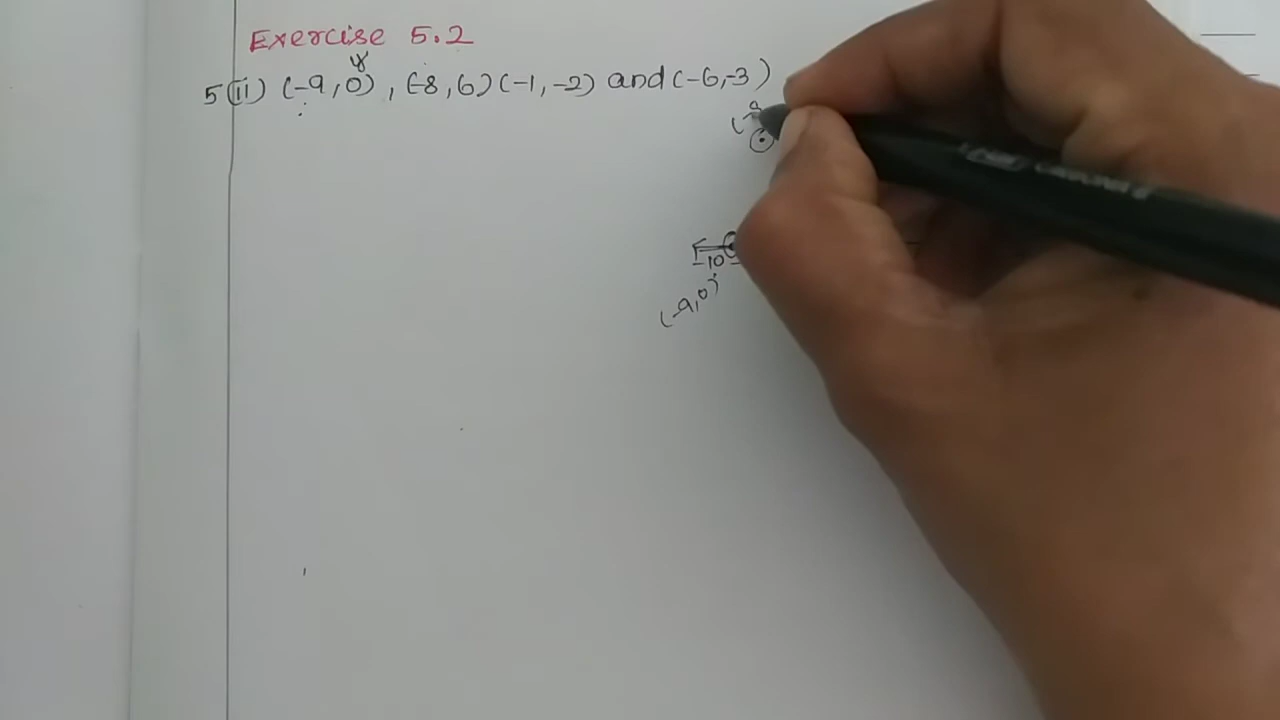 Exercise 5.2
y
5 (ii) (-9,0), (-8,6) (-1,-2) and (-6,-3)
10
(-9,0)